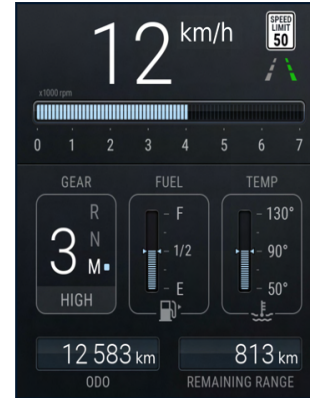 12 km/h
SPEED
LIMIT
50
x1000 rpm
0 1 2 3 4 5 6 7
GEAR FUEL TEMP
R
N
3 M
HIGH
F
1/2
E
130°
90°
50°
12 583 km 813 km
ODO REMAINING RANGE